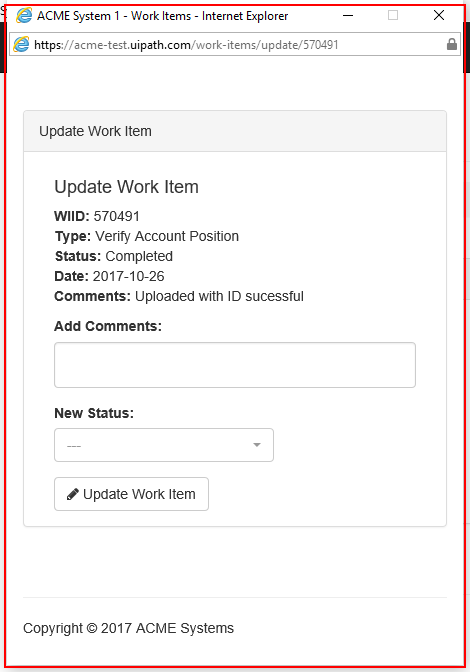 ACME System 1 - Work Items - Internet Explorer
https://acme-test.uipath.com/work-items/update/570491
Update Work Item
Update Work Item
WIID: 570491
Type: Verify Account Position
Status: Completed
Date: 2017-10-26
Comments: Uploaded with ID sucessful
Add Comments:
New Status:
---
Update Work Item
Copyright © 2017 ACME Systems